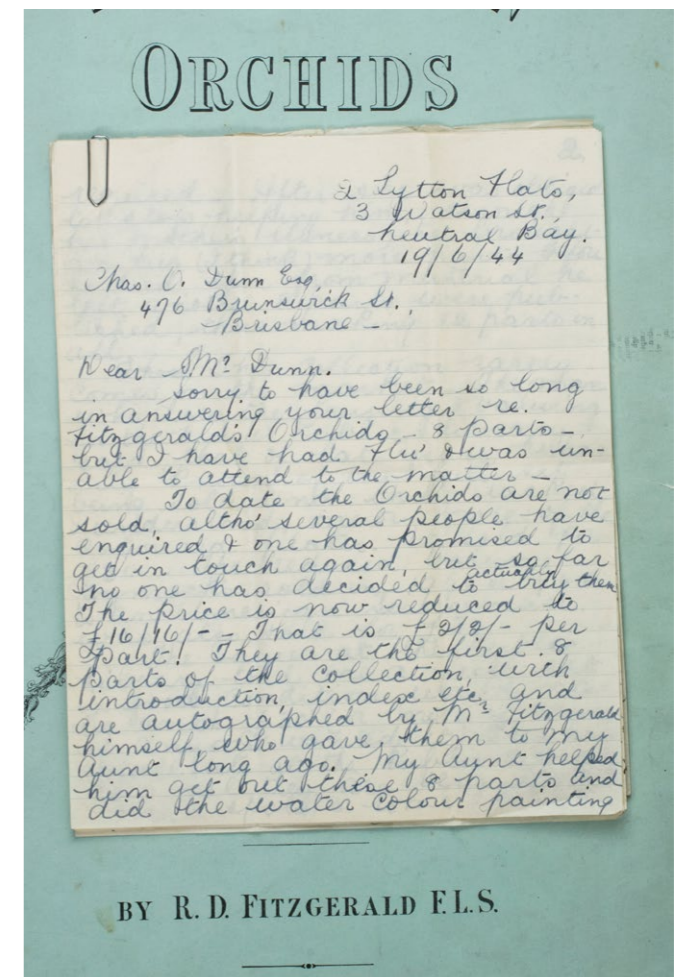 ORCHIDS
2.
2 Lytton Flats,
3 Watson St.,
Neutral Bay.
19/6/44
Chas. O. Dunn Esq,
476 Brunswick St.,
Brisbane –
Dear Mr Dunn.
Sorry to have been so long
in answering your letter re.
Fitzgerald's Orchids – 8 parts –
but I have had 'flu' & was un-
able to attend to the matter –
To date the Orchids are not
sold, altho' several people have
enquired & one has promised to
get in touch again, but so far
no one has decided to actually buy them
The price is now reduced to
£16/16/- – That is £2/2/- per
part. They are the first 8
parts of the collection, with
introduction, index etc, and
are autographed by Mr Fitzgerald
himself, who gave them to my
Aunt long ago. My Aunt helped
him get out these 8 parts and
did the water colour painting
BY R. D. FITZGERALD F.L.S.